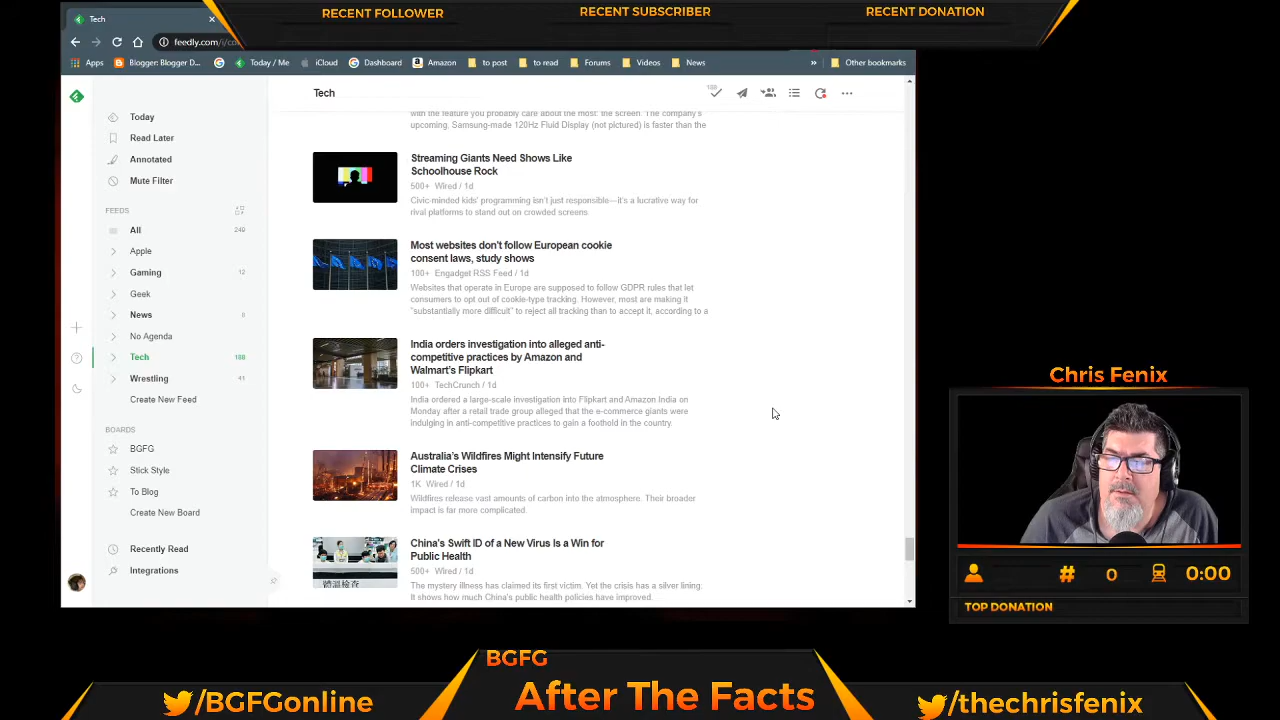 RECENT FOLLOWER
RECENT SUBSCRIBER
RECENT DONATION
Tech
feedly.com/i/co
Apps
Blogger: Blogger D...
Today / Me
iCloud
Dashboard
Amazon
to post
to read
Forums
Videos
News
»
Other bookmarks
Today
Read Later
Annotated
Mute Filter
FEEDS
All 249
Apple
Gaming 12
Geek
News 8
No Agenda
Tech 188
Wrestling 41
Create New Feed
BOARDS
BGFG
Stick Style
To Blog
Create New Board
Recently Read
Integrations
Tech
188
with the feature you probably care about the most: the screen. The company's
upcoming, Samsung-made 120Hz Fluid Display (not pictured) is faster than the
Streaming Giants Need Shows Like
Schoolhouse Rock
500+ Wired / 1d
Civic-minded kids' programming isn't just responsible—it's a lucrative way for
rival platforms to stand out on crowded screens.
Most websites don't follow European cookie
consent laws, study shows
100+ Engadget RSS Feed / 1d
Websites that operate in Europe are supposed to follow GDPR rules that let
consumers to opt out of cookie-type tracking. However, most are making it
"substantially more difficult" to reject all tracking than to accept it, according to a
India orders investigation into alleged anti-
competitive practices by Amazon and
Walmart's Flipkart
100+ TechCrunch / 1d
India ordered a large-scale investigation into Flipkart and Amazon India on
Monday after a retail trade group alleged that the e-commerce giants were
indulging in anti-competitive practices to gain a foothold in the country.
Australia's Wildfires Might Intensify Future
Climate Crises
1K Wired / 1d
Wildfires release vast amounts of carbon into the atmosphere. Their broader
impact is far more complicated.
China's Swift ID of a New Virus Is a Win for
Public Health
500+ Wired / 1d
The mystery illness has claimed its first victim. Yet the crisis has a silver lining:
It shows how much China's public health policies have improved.
Chris Fenix
# 0 0:00
TOP DONATION
BGFG
After The Facts
/BGFGonline
/thechrisfenix